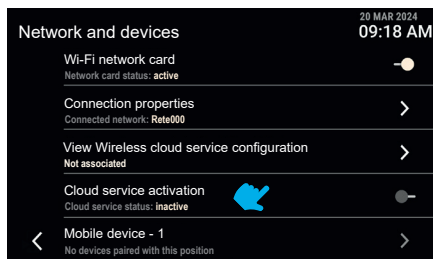 20 MAR 2024
Network and devices 09:18 AM
Wi-Fi network card
Network card status: active
Connection properties
Connected network: Rete000
View Wireless cloud service configuration
Not associated
Cloud service activation
Cloud service status: inactive
Mobile device - 1
No devices paired with this position